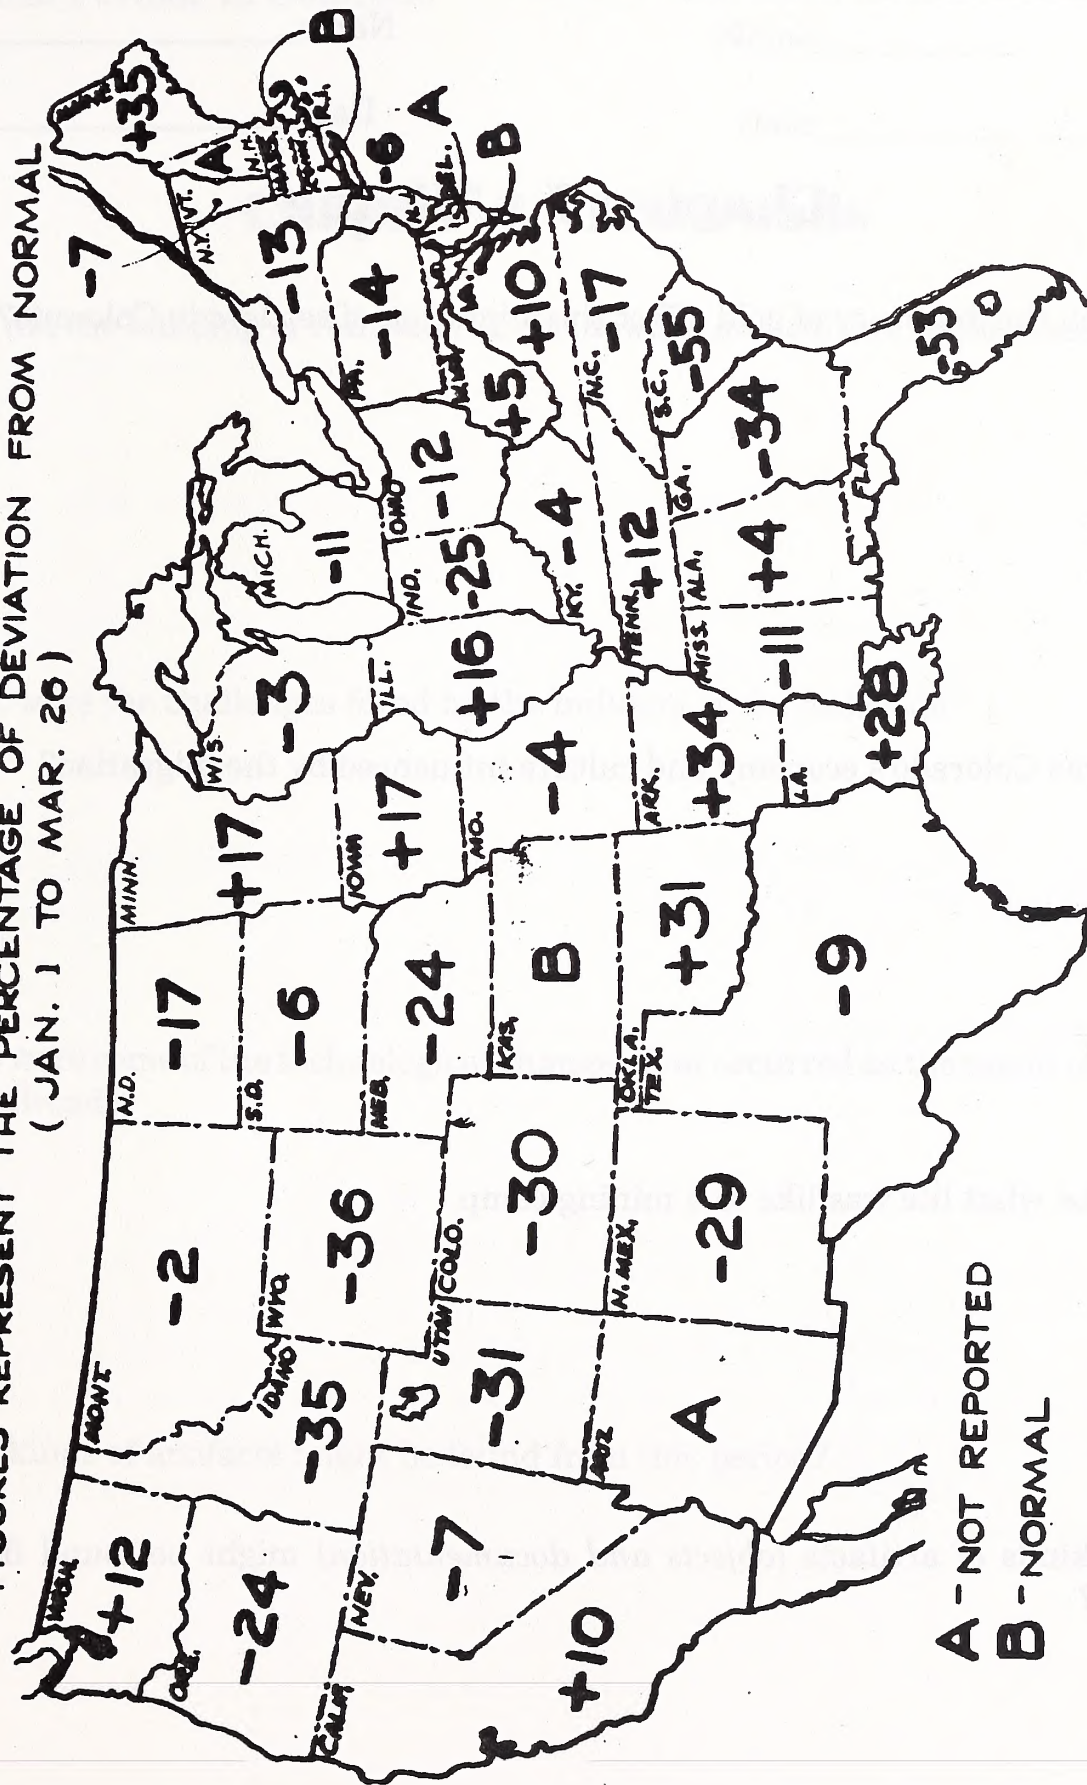 FIGURES REPRESENT THE PERCENTAGE OF DEVIATION FROM NORMAL
( JAN. 1 TO MAR 26 )
WASH
+12
ORE.
-24
CALIF.
+10
NEV.
-7
IDAHO
-35
MONT
-2
WYO.
-36
UTAH
-31
COLO.
-30
ARIZ
A
N. MEX.
-29
N.D.
-17
S.D.
-6
NEB.
-24
KAS.
B
OKLA.
+31
TEX.
-9
MINN.
+17
IOWA
+17
MO.
-4
ARK.
+34
LA.
+28
WIS.
-3
ILL.
+16
MICH.
-11
IND.
-25
OHIO
-12
KY.
-4
TENN.
+12
MISS.
-11
ALA.
+4
GA.
-34
FLA.
-53
S.C.
-55
N.C.
-17
VA.
+10
+5
PA.
-14
N.Y.
-13
VT.
-7
N.H.
A
+35
MASS.
R.I.
B
N.J.
-6
DEL.
A
B
A - NOT REPORTED
B - NORMAL